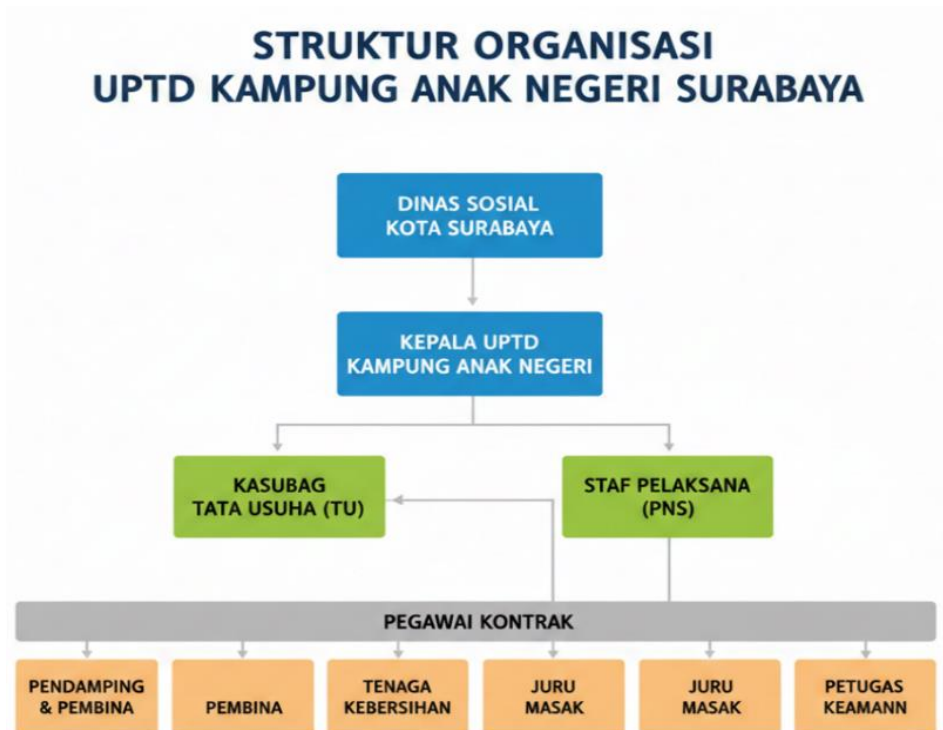 STRUKTUR ORGANISASI
UPTD KAMPUNG ANAK NEGERI SURABAYA
DINAS SOSIAL
KOTA SURABAYA
KEPALA UPTD
KAMPUNG ANAK NEGERI
KASUBAG
TATA USUHA (TU)
STAF PELAKSANA
(PNS)
PEGAWAI KONTRAK
PENDAMPING
& PEMBINA
PEMBINA
TENAGA
KEBERSIHAN
JURU
MASAK
JURU
MASAK
PETUGAS
KEAMANN